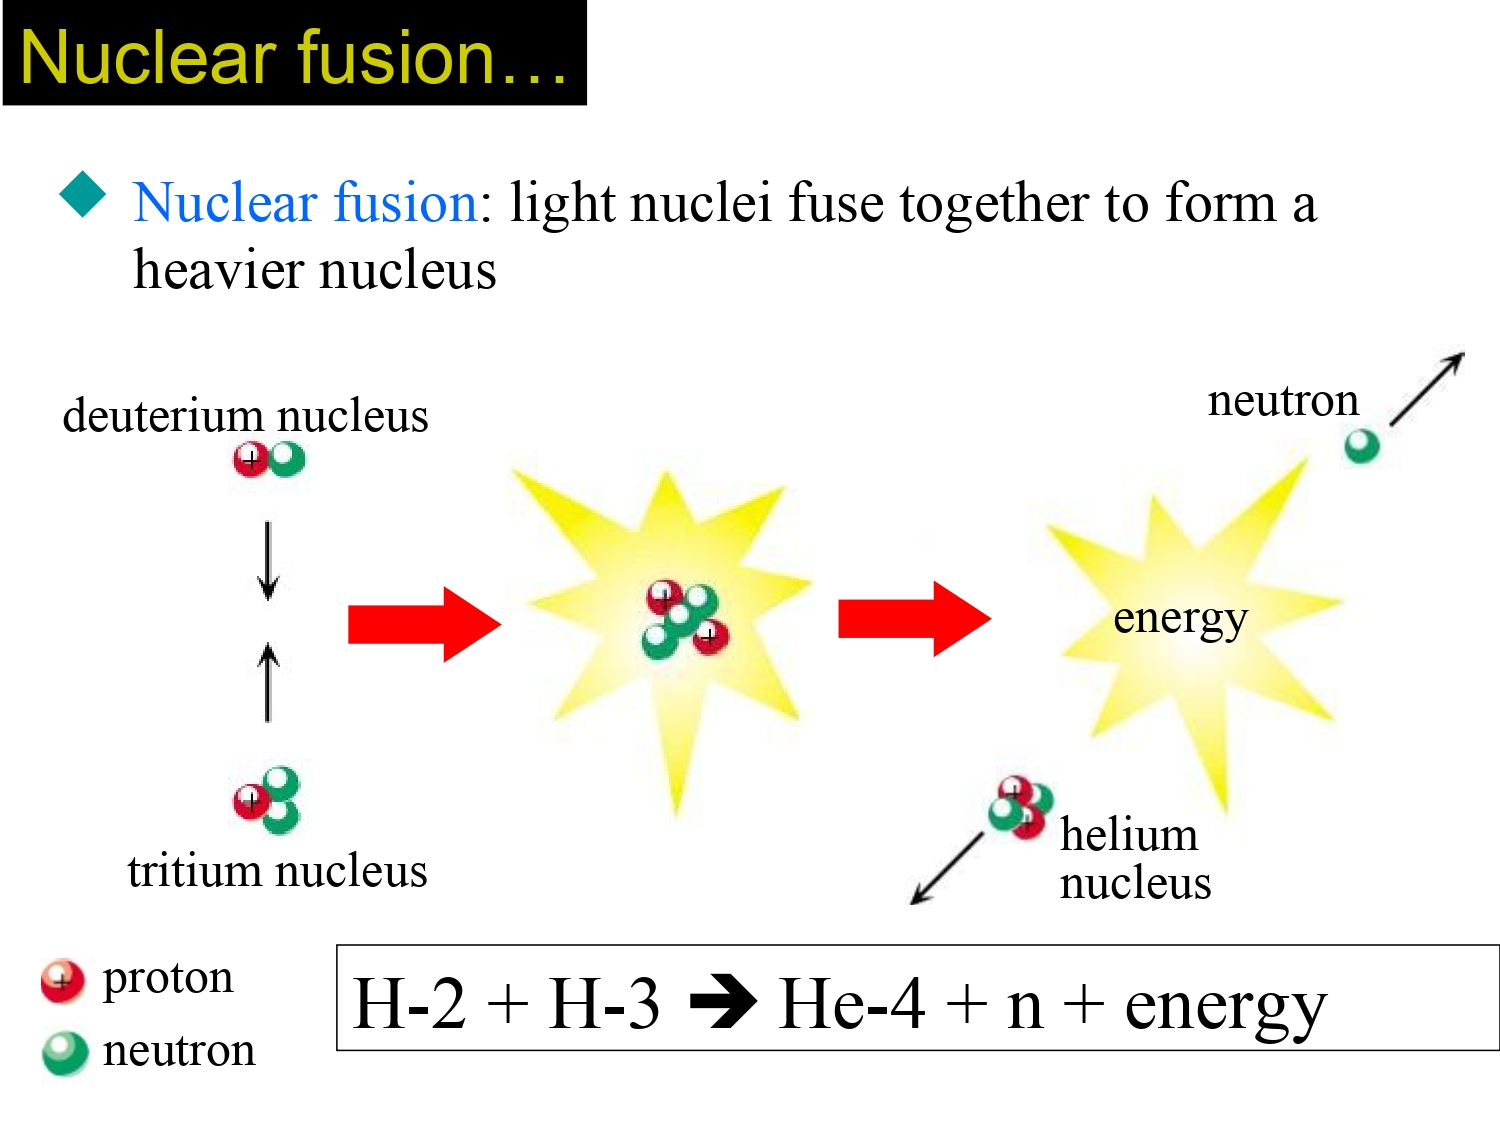 Nuclear fusion…
Nuclear fusion: light nuclei fuse together to form a
heavier nucleus
deuterium nucleus
neutron
energy
helium
nucleus
tritium nucleus
proton
neutron
H-2 + H-3 ➔ He-4 + n + energy